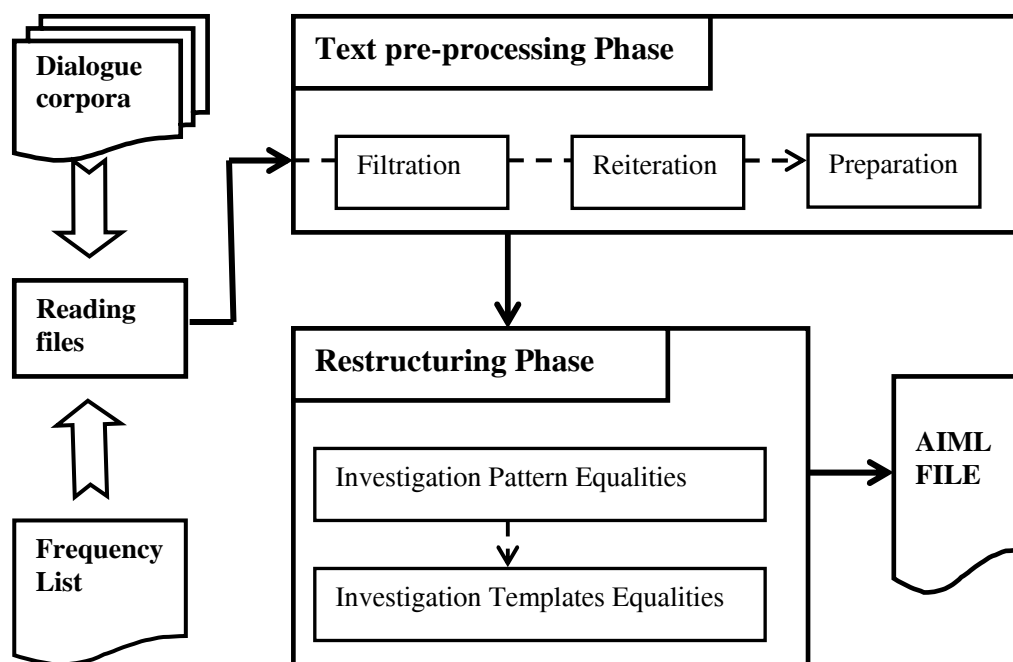 Dialogue
corpora
Text pre-processing Phase
Filtration
Reiteration
Preparation
Reading
files
Restructuring Phase
Investigation Pattern Equalities
Investigation Templates Equalities
AIML
FILE
Frequency
List